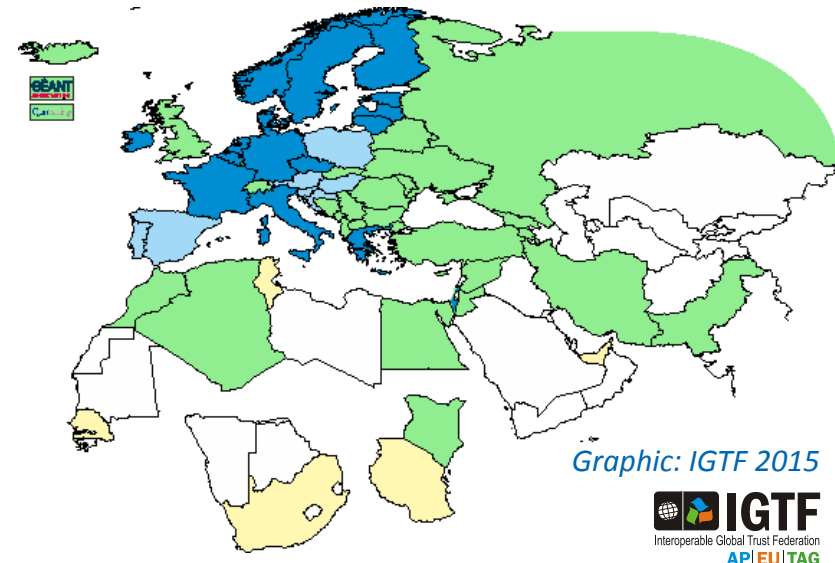 GÉANT
Graphic: IGTF 2015
IGTF
Interoperable Global Trust Federation
AP|EU|TAG